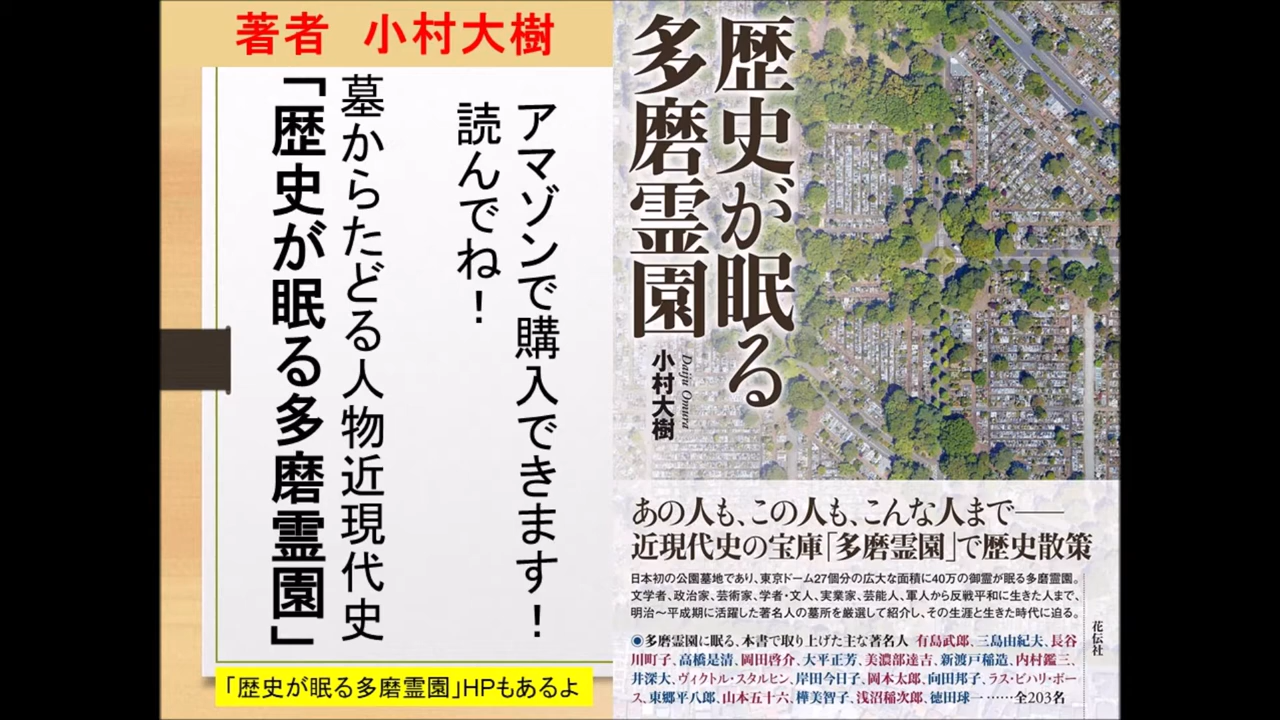 著者　小村大樹
アマゾンで購入できます！
読んでね！
墓からたどる人物近現代史
「歴史が眠る多磨霊園」
「歴史が眠る多磨霊園」HPもあるよ
歴史が眠る
多磨霊園
Daiju Omura
小村大樹
あの人も、この人も、こんな人まで――
近現代史の宝庫「多磨霊園」で歴史散策
日本初の公園墓地であり、東京ドーム27個分の広大な面積に40万の御霊が眠る多磨霊園。
文学者、政治家、芸術家、学者・文人、実業家、芸能人、軍人から反戦平和に生きた人まで、
明治～平成期に活躍した著名人の墓所を厳選して紹介し、その生涯と生きた時代に迫る。
◉多磨霊園に眠る、本書で取り上げた主な著名人 有島武郎、三島由紀夫、長谷
川町子、高橋是清、岡田啓介、大平正芳、美濃部達吉、新渡戸稲造、内村鑑三、
井深大、ヴィクトル・スタルヒン、岸田今日子、岡本太郎、向田邦子、ラス・ビハリ・ボー
ス、東郷平八郎、山本五十六、樺美智子、浅沼稲次郎、徳田球一……全203名
花伝社